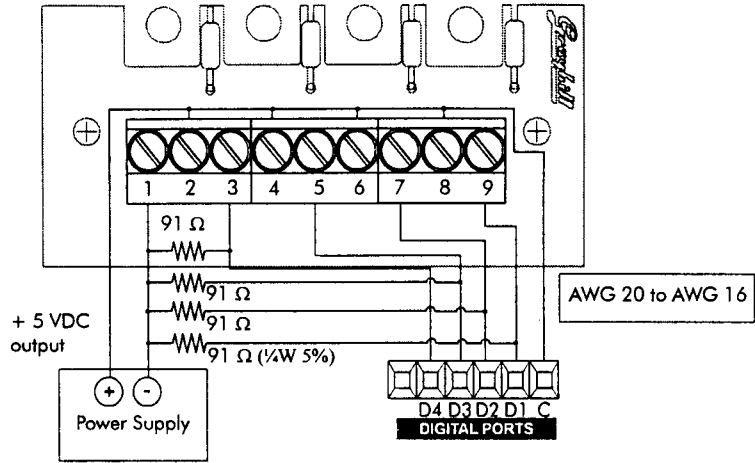 Grayhill
1 2 3 4 5 6 7 8 9
91 Ω
91 Ω
91 Ω
91 Ω (¼W 5%)
AWG 20 to AWG 16
+ 5 VDC
output
+ -
Power Supply
D4 D3 D2 D1 C
DIGITAL PORTS